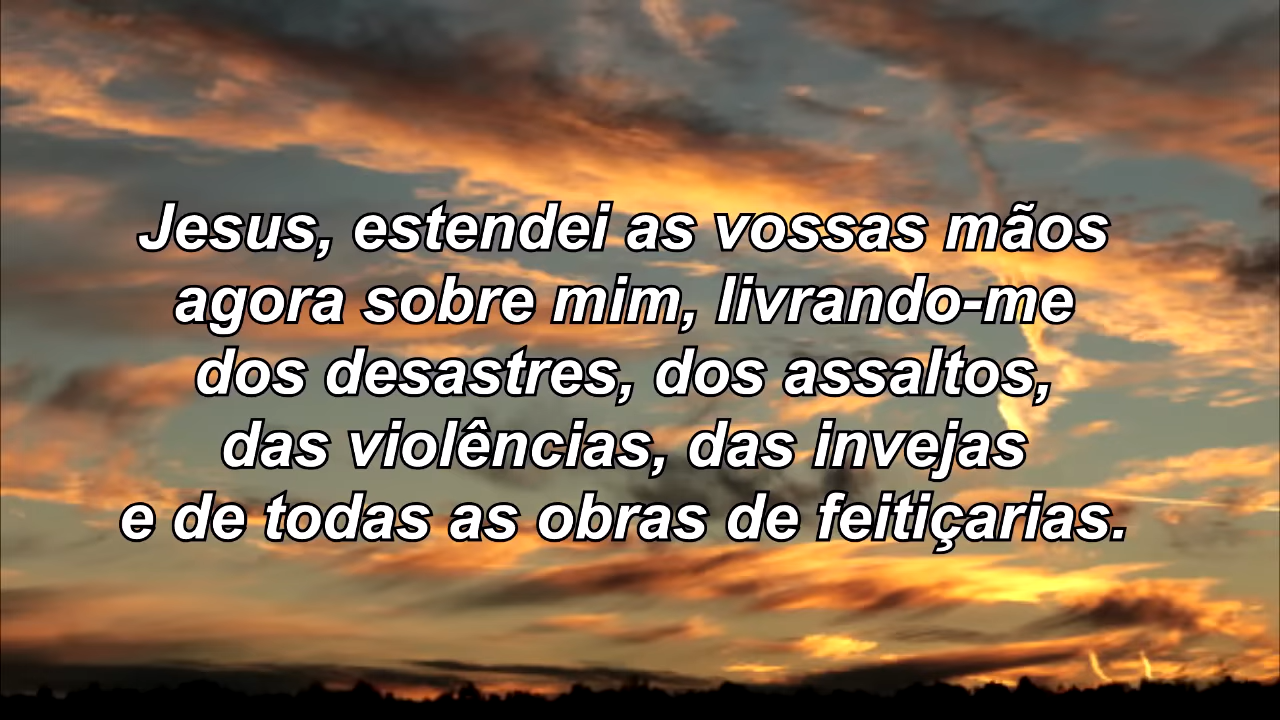 Jesus, estendei as vossas mãos
agora sobre mim, livrando-me
dos desastres, dos assaltos,
das violências, das invejas
e de todas as obras de feitiçarias.